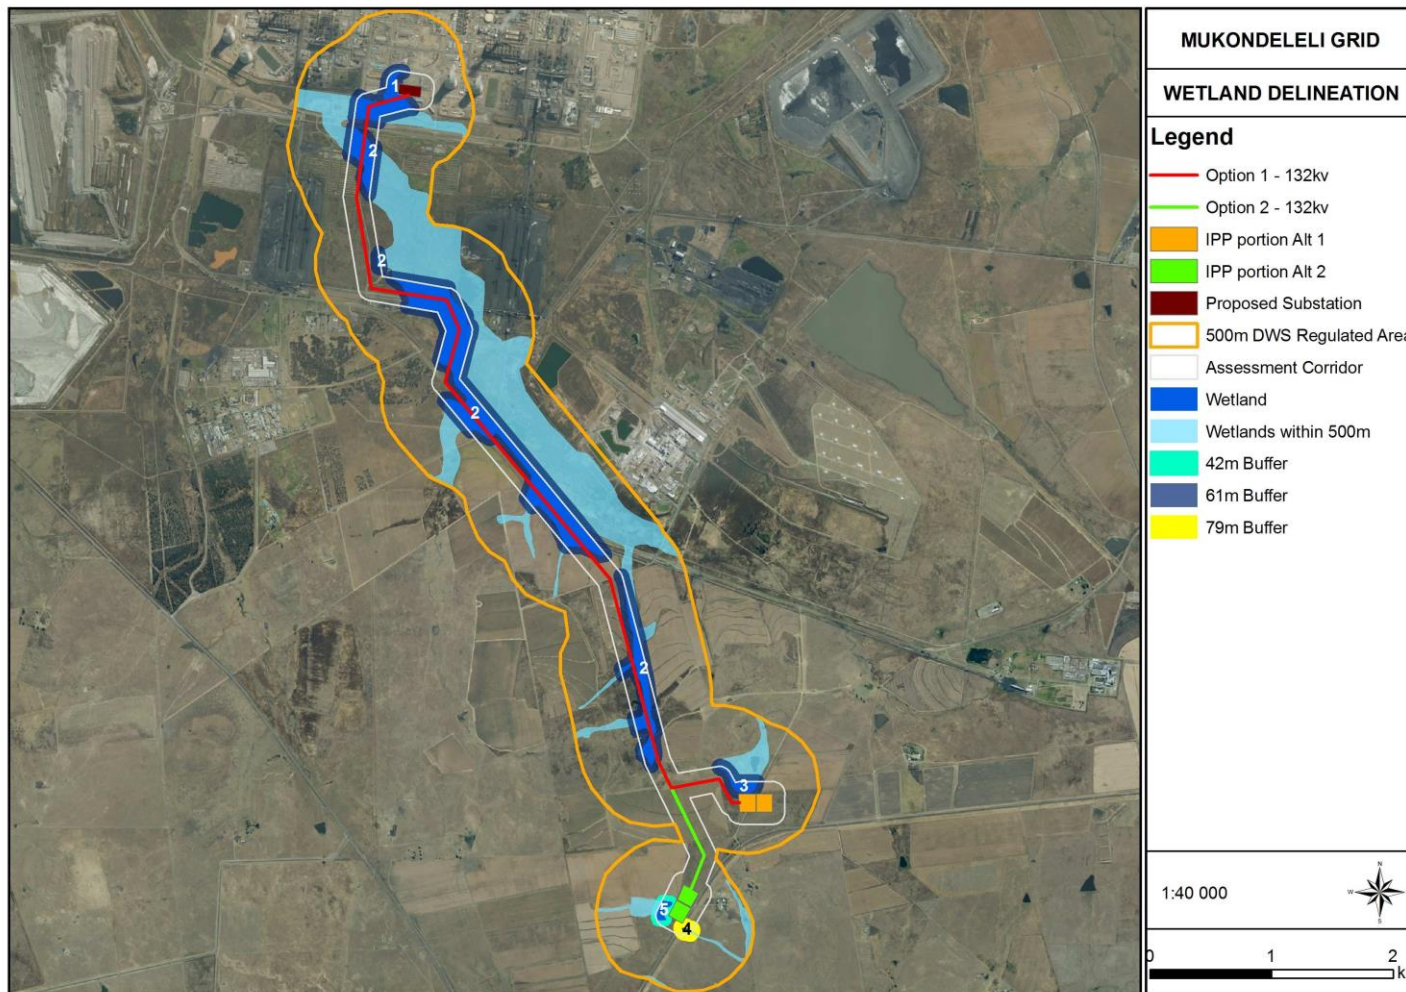 MUKONDELELI GRID
WETLAND DELINEATION
Legend
Option 1 - 132kv
Option 2 - 132kv
IPP portion Alt 1
IPP portion Alt 2
Proposed Substation
500m DWS Regulated Area
Assessment Corridor
Wetland
Wetlands within 500m
42m Buffer
61m Buffer
79m Buffer
1:40 000
N
W
S
0 1 2
k
1
2
2
2
2
3
5
4